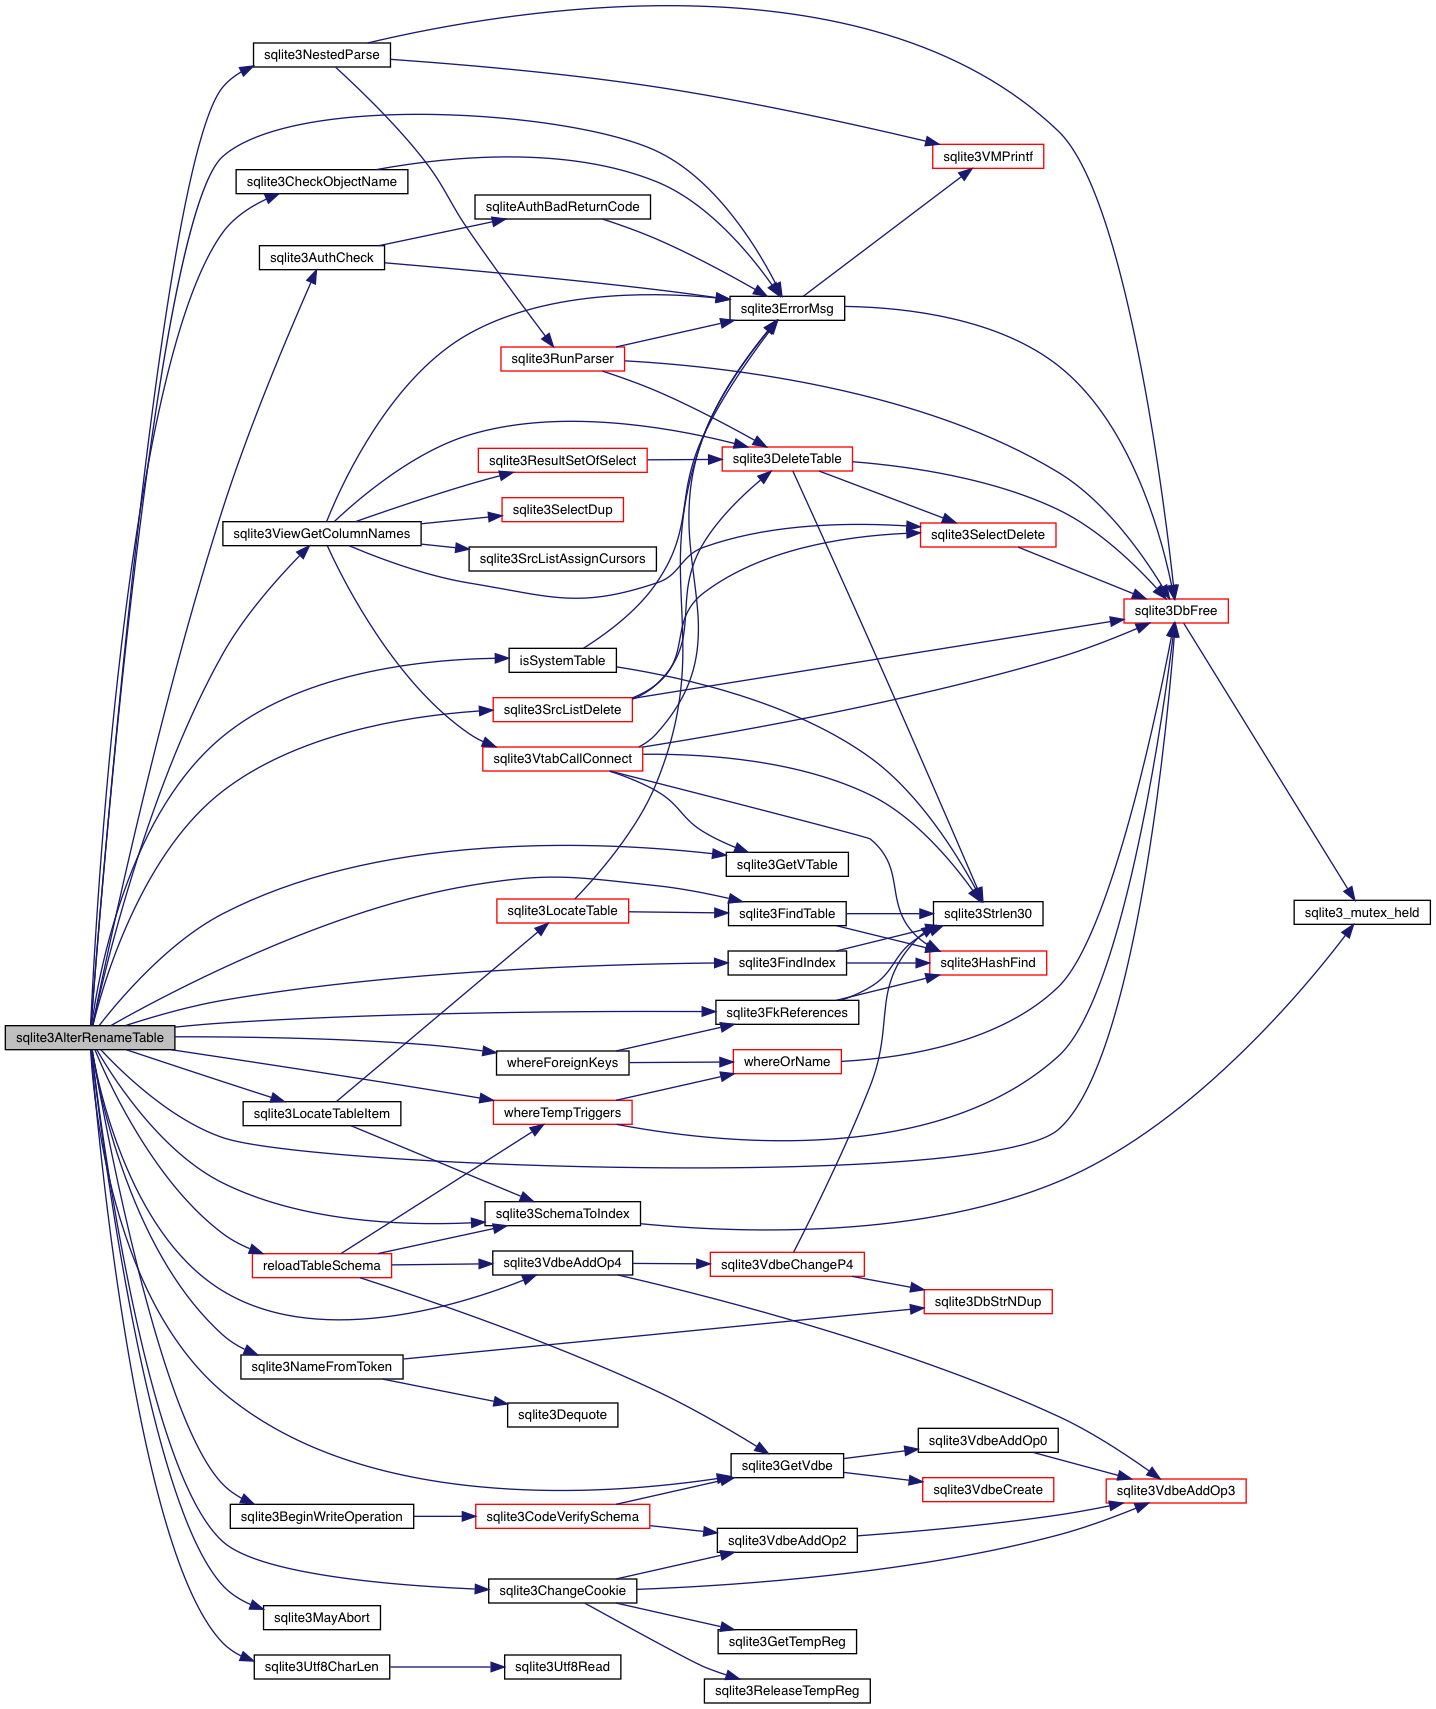 sqlite3NestedParse
sqlite3VMPrintf
sqlite3CheckObjectName
sqliteAuthBadReturnCode
sqlite3AuthCheck
sqlite3ErrorMsg
sqlite3RunParser
sqlite3DeleteTable
sqlite3ResultSetOfSelect
sqlite3SelectDup
sqlite3ViewGetColumnNames
sqlite3SelectDelete
sqlite3SrcListAssignCursors
sqlite3DbFree
isSystemTable
sqlite3SrcListDelete
sqlite3VtabCallConnect
sqlite3GetVTable
sqlite3LocateTable
sqlite3FindTable
sqlite3Strlen30
sqlite3_mutex_held
sqlite3FindIndex
sqlite3HashFind
sqlite3FkReferences
sqlite3AlterRenameTable
whereForeignKeys
whereOrName
sqlite3LocateTableItem
whereTempTriggers
sqlite3SchemaToIndex
reloadTableSchema
sqlite3VdbeAddOp4
sqlite3VdbeChangeP4
sqlite3DbStrNDup
sqlite3NameFromToken
sqlite3Dequote
sqlite3VdbeAddOp0
sqlite3GetVdbe
sqlite3VdbeCreate
sqlite3VdbeAddOp3
sqlite3BeginWriteOperation
sqlite3CodeVerifySchema
sqlite3VdbeAddOp2
sqlite3ChangeCookie
sqlite3MayAbort
sqlite3GetTempReg
sqlite3Utf8CharLen
sqlite3Utf8Read
sqlite3ReleaseTempReg